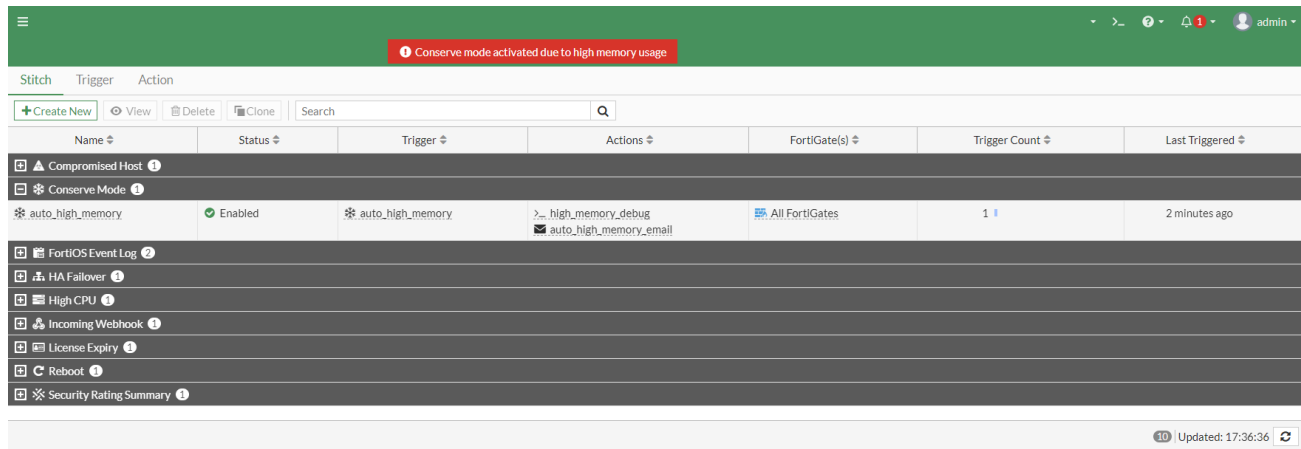 1 admin
Conserve mode activated due to high memory usage
Stitch Trigger Action
+ Create New View Delete Clone Search
Name Status Trigger Actions FortiGate(s) Trigger Count Last Triggered
Compromised Host 1
Conserve Mode 1
auto_high_memory Enabled auto_high_memory >_ high_memory_debug All FortiGates 1 2 minutes ago
auto_high_memory_email
FortiOS Event Log 2
HA Failover 1
High CPU 1
Incoming Webhook 1
License Expiry 1
Reboot 1
Security Rating Summary 1
10 Updated: 17:36:36